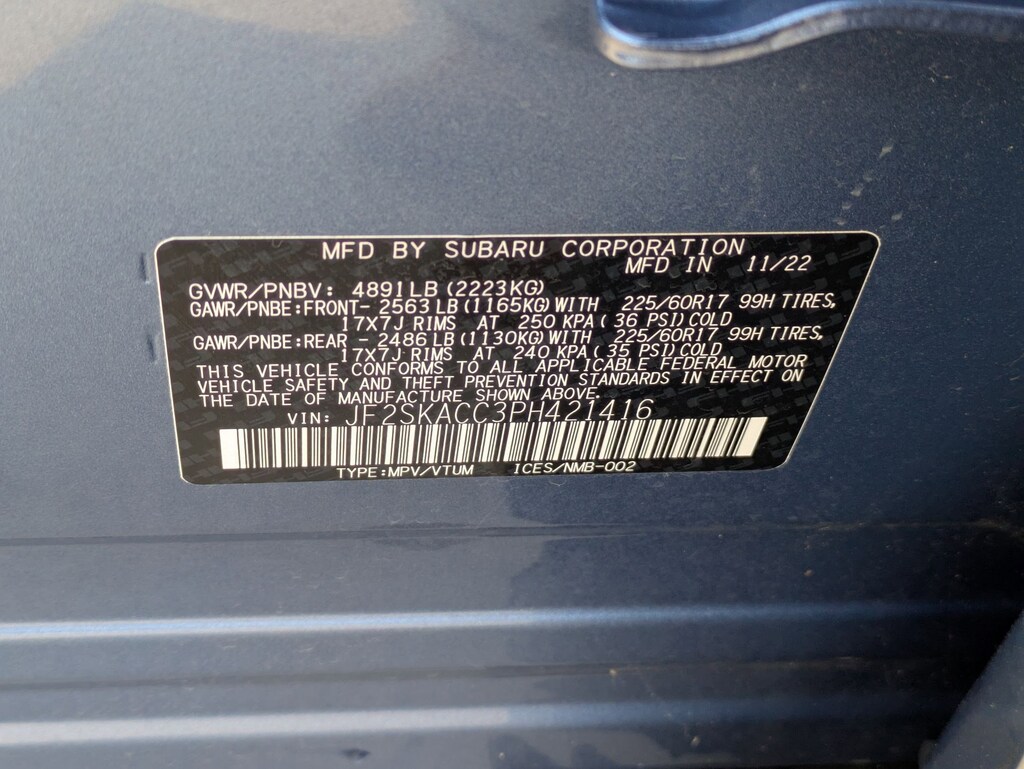 MFD BY SUBARU CORPORATION
MFD IN 11/22
GVWR/PNBV: 4891LB (2223KG)
GAWR/PNBE:FRONT- 2563LB (1165KG) WITH 225/60R17 99H TIRES,
17X7J RIMS AT 250 KPA( 36 PSI) COLD
GAWR/PNBE:REAR - 2486LB (1130KG) WITH 225/60R17 99H TIRES,
17X7J RIMS AT 240 KPA( 35 PSI) COLD
THIS VEHICLE CONFORMS TO ALL APPLICABLE FEDERAL MOTOR
VEHICLE SAFETY AND THEFT PREVENTION STANDARDS IN EFFECT ON
THE DATE OF MANUFACTURE SHOWN ABOVE.
VIN: JF2SKACC3PH421416
TYPE:MPV/VTUM ICES/NMB-002